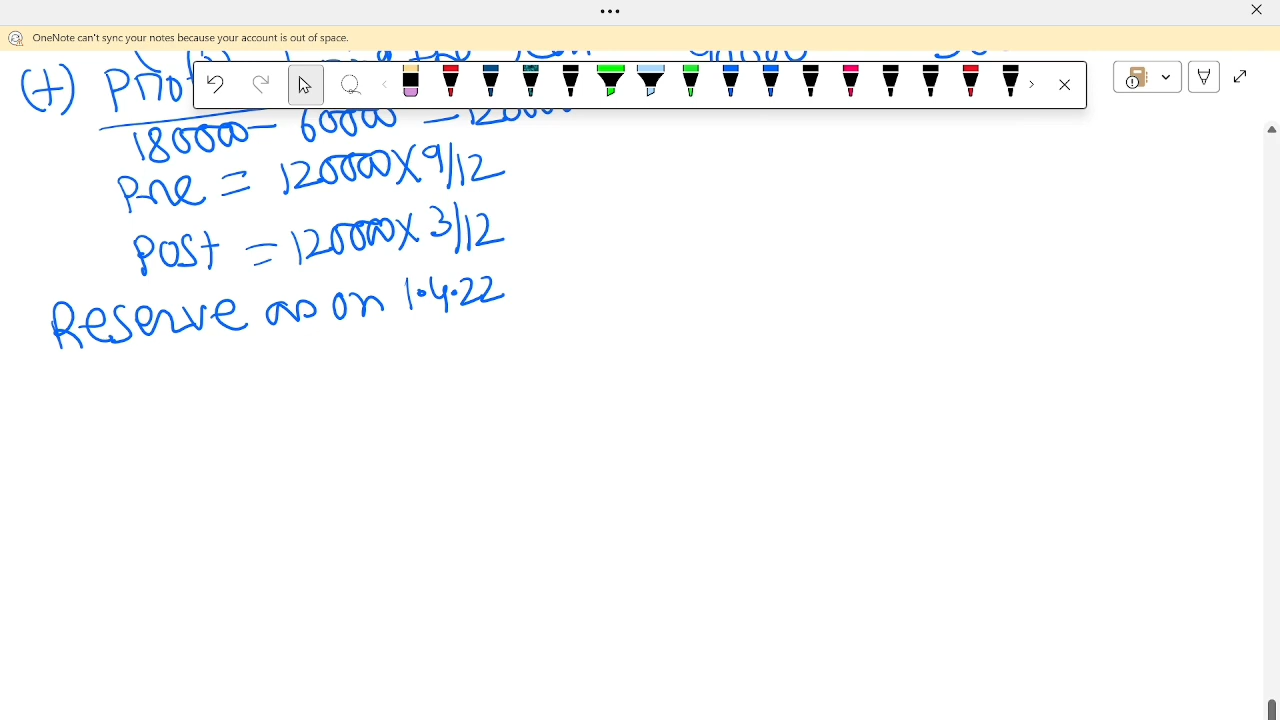 OneNote can't sync your notes because your account is out of space.
(+)
180000 - 60000 - 120000
Pre = 120000 X 9/12
Post = 120000 X 3/12
Reserve as on 1.4.22